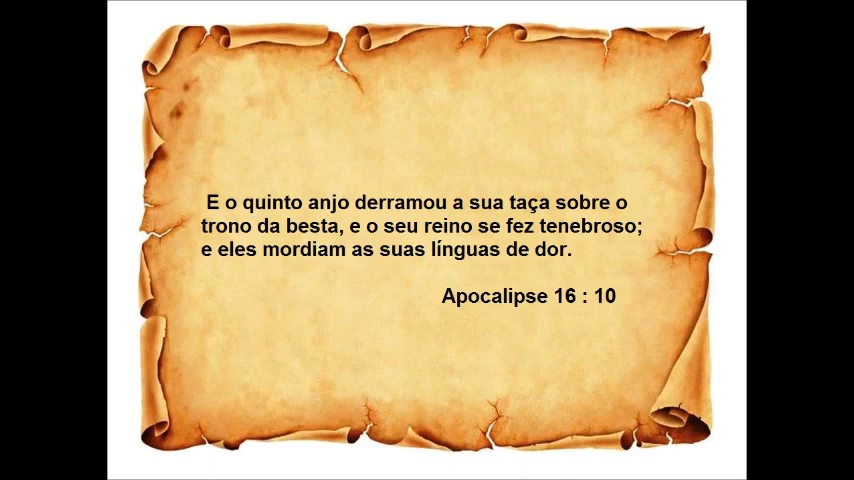 E o quinto anjo derramou a sua taça sobre o
trono da besta, e o seu reino se fez tenebroso;
e eles mordiam as suas línguas de dor.
Apocalipse 16 : 10